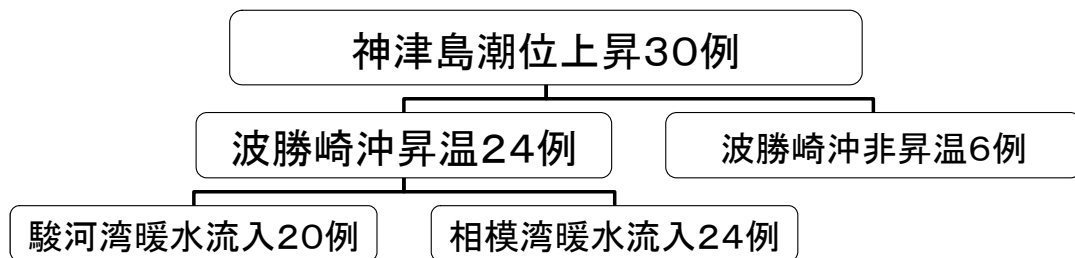 神津島潮位上昇30例
波勝崎沖昇温24例
波勝崎沖非昇温6例
駿河湾暖水流入20例
相模湾暖水流入24例